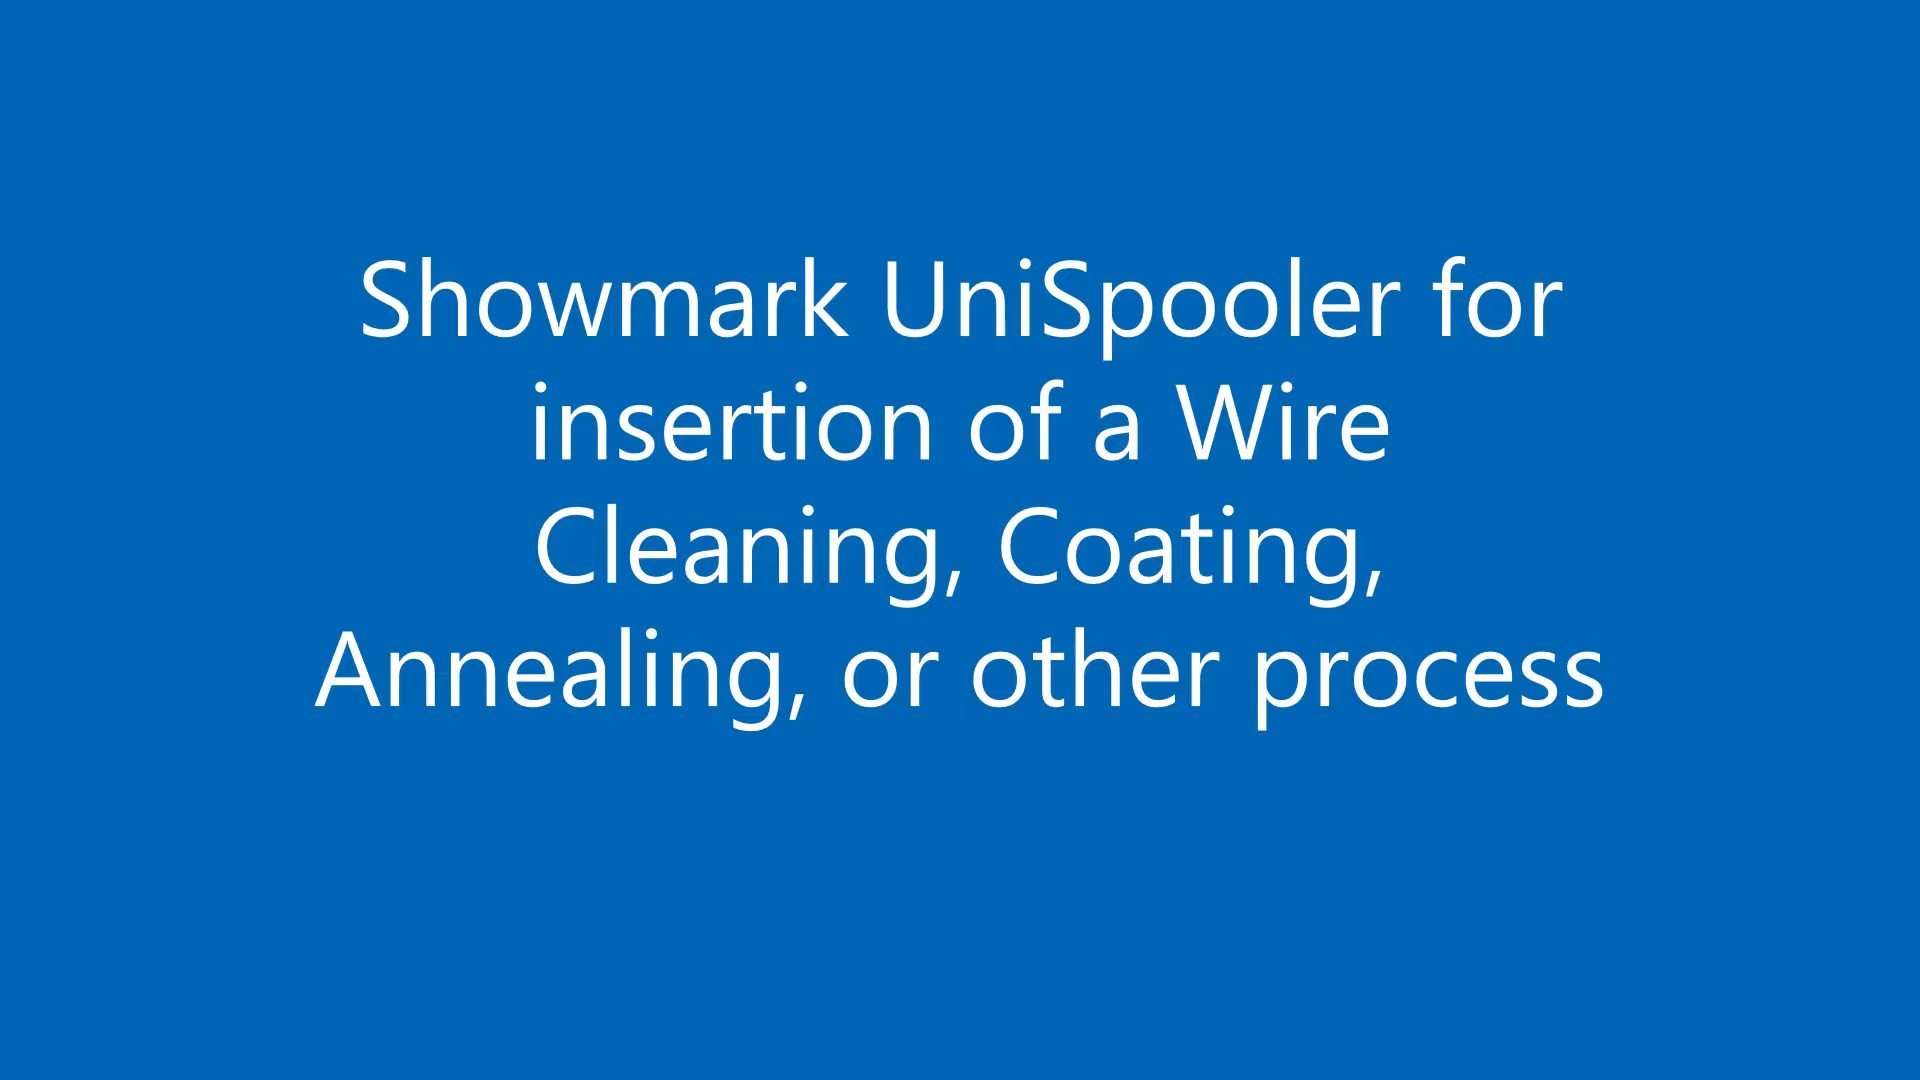 Showmark UniSpooler for
insertion of a Wire
Cleaning, Coating,
Annealing, or other process